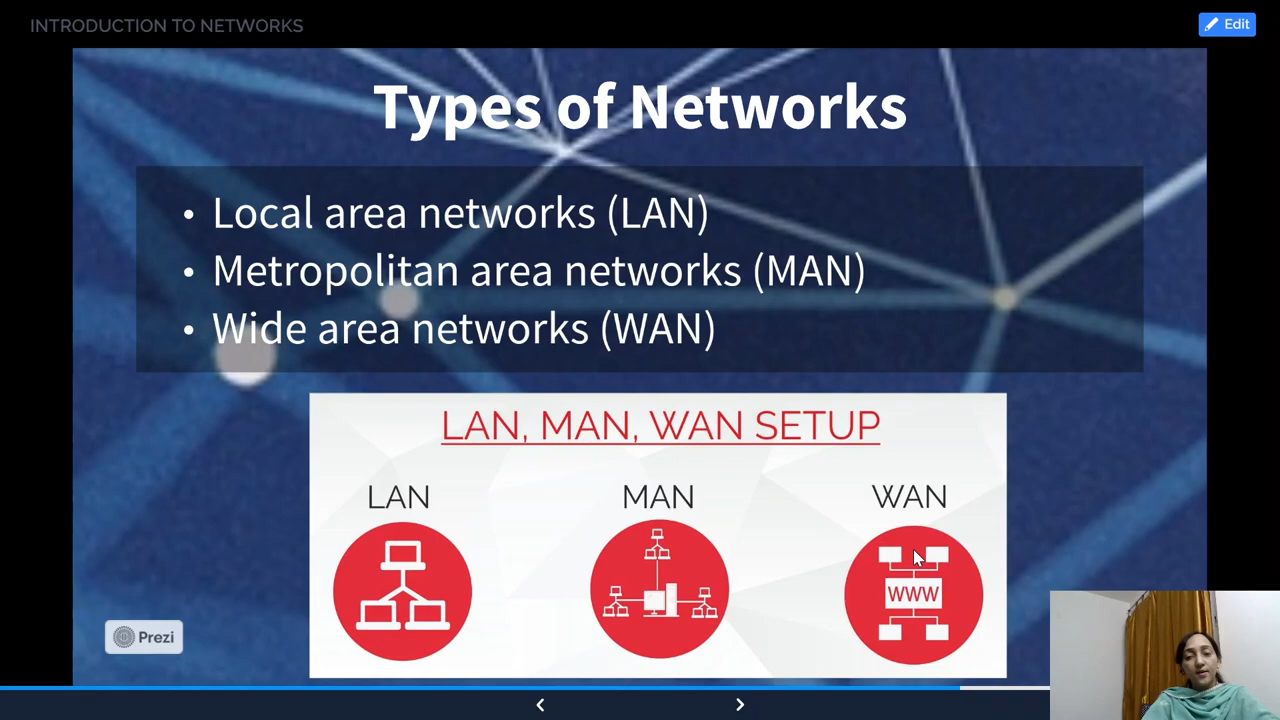 INTRODUCTION TO NETWORKS
Edit
Types of Networks
• Local area networks (LAN)
• Metropolitan area networks (MAN)
• Wide area networks (WAN)
LAN, MAN, WAN SETUP
LAN MAN WAN
WWW
Prezi